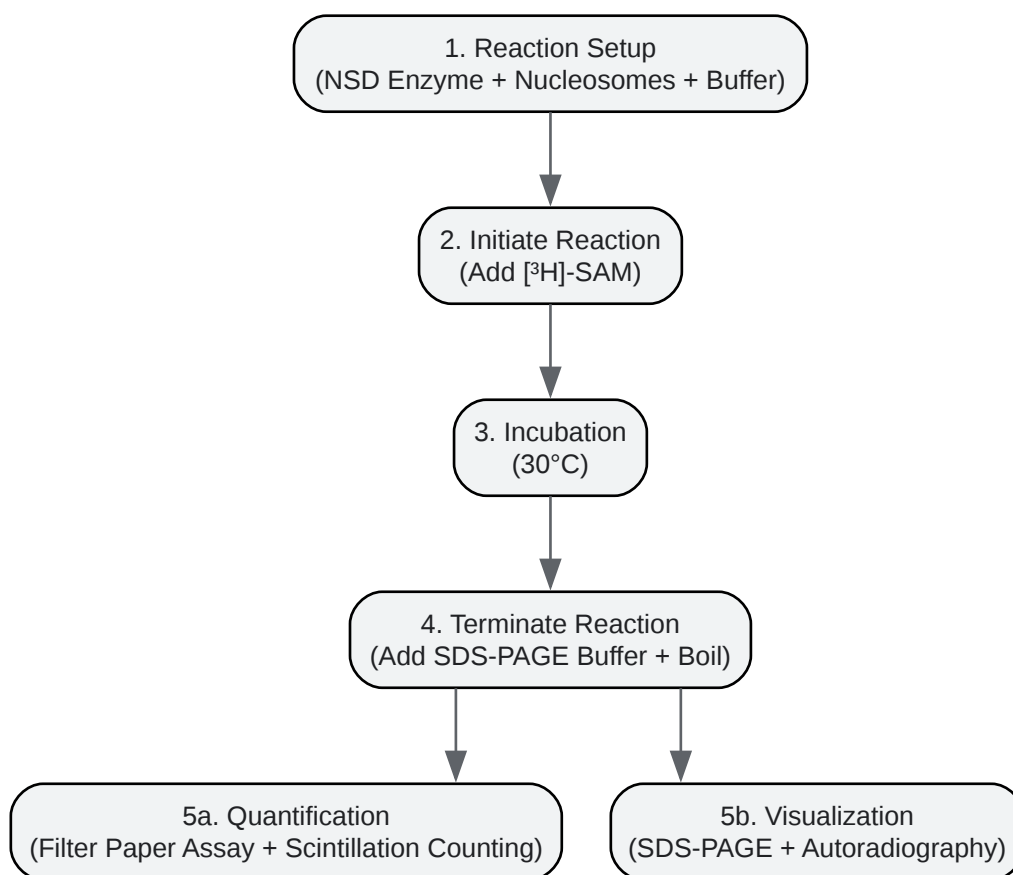 1. Reaction Setup
(NSD Enzyme + Nucleosomes + Buffer)
2. Initiate Reaction
(Add [³H]-SAM)
3. Incubation
(30°C)
4. Terminate Reaction
(Add SDS-PAGE Buffer + Boil)
5a. Quantification
(Filter Paper Assay + Scintillation Counting)
5b. Visualization
(SDS-PAGE + Autoradiography)